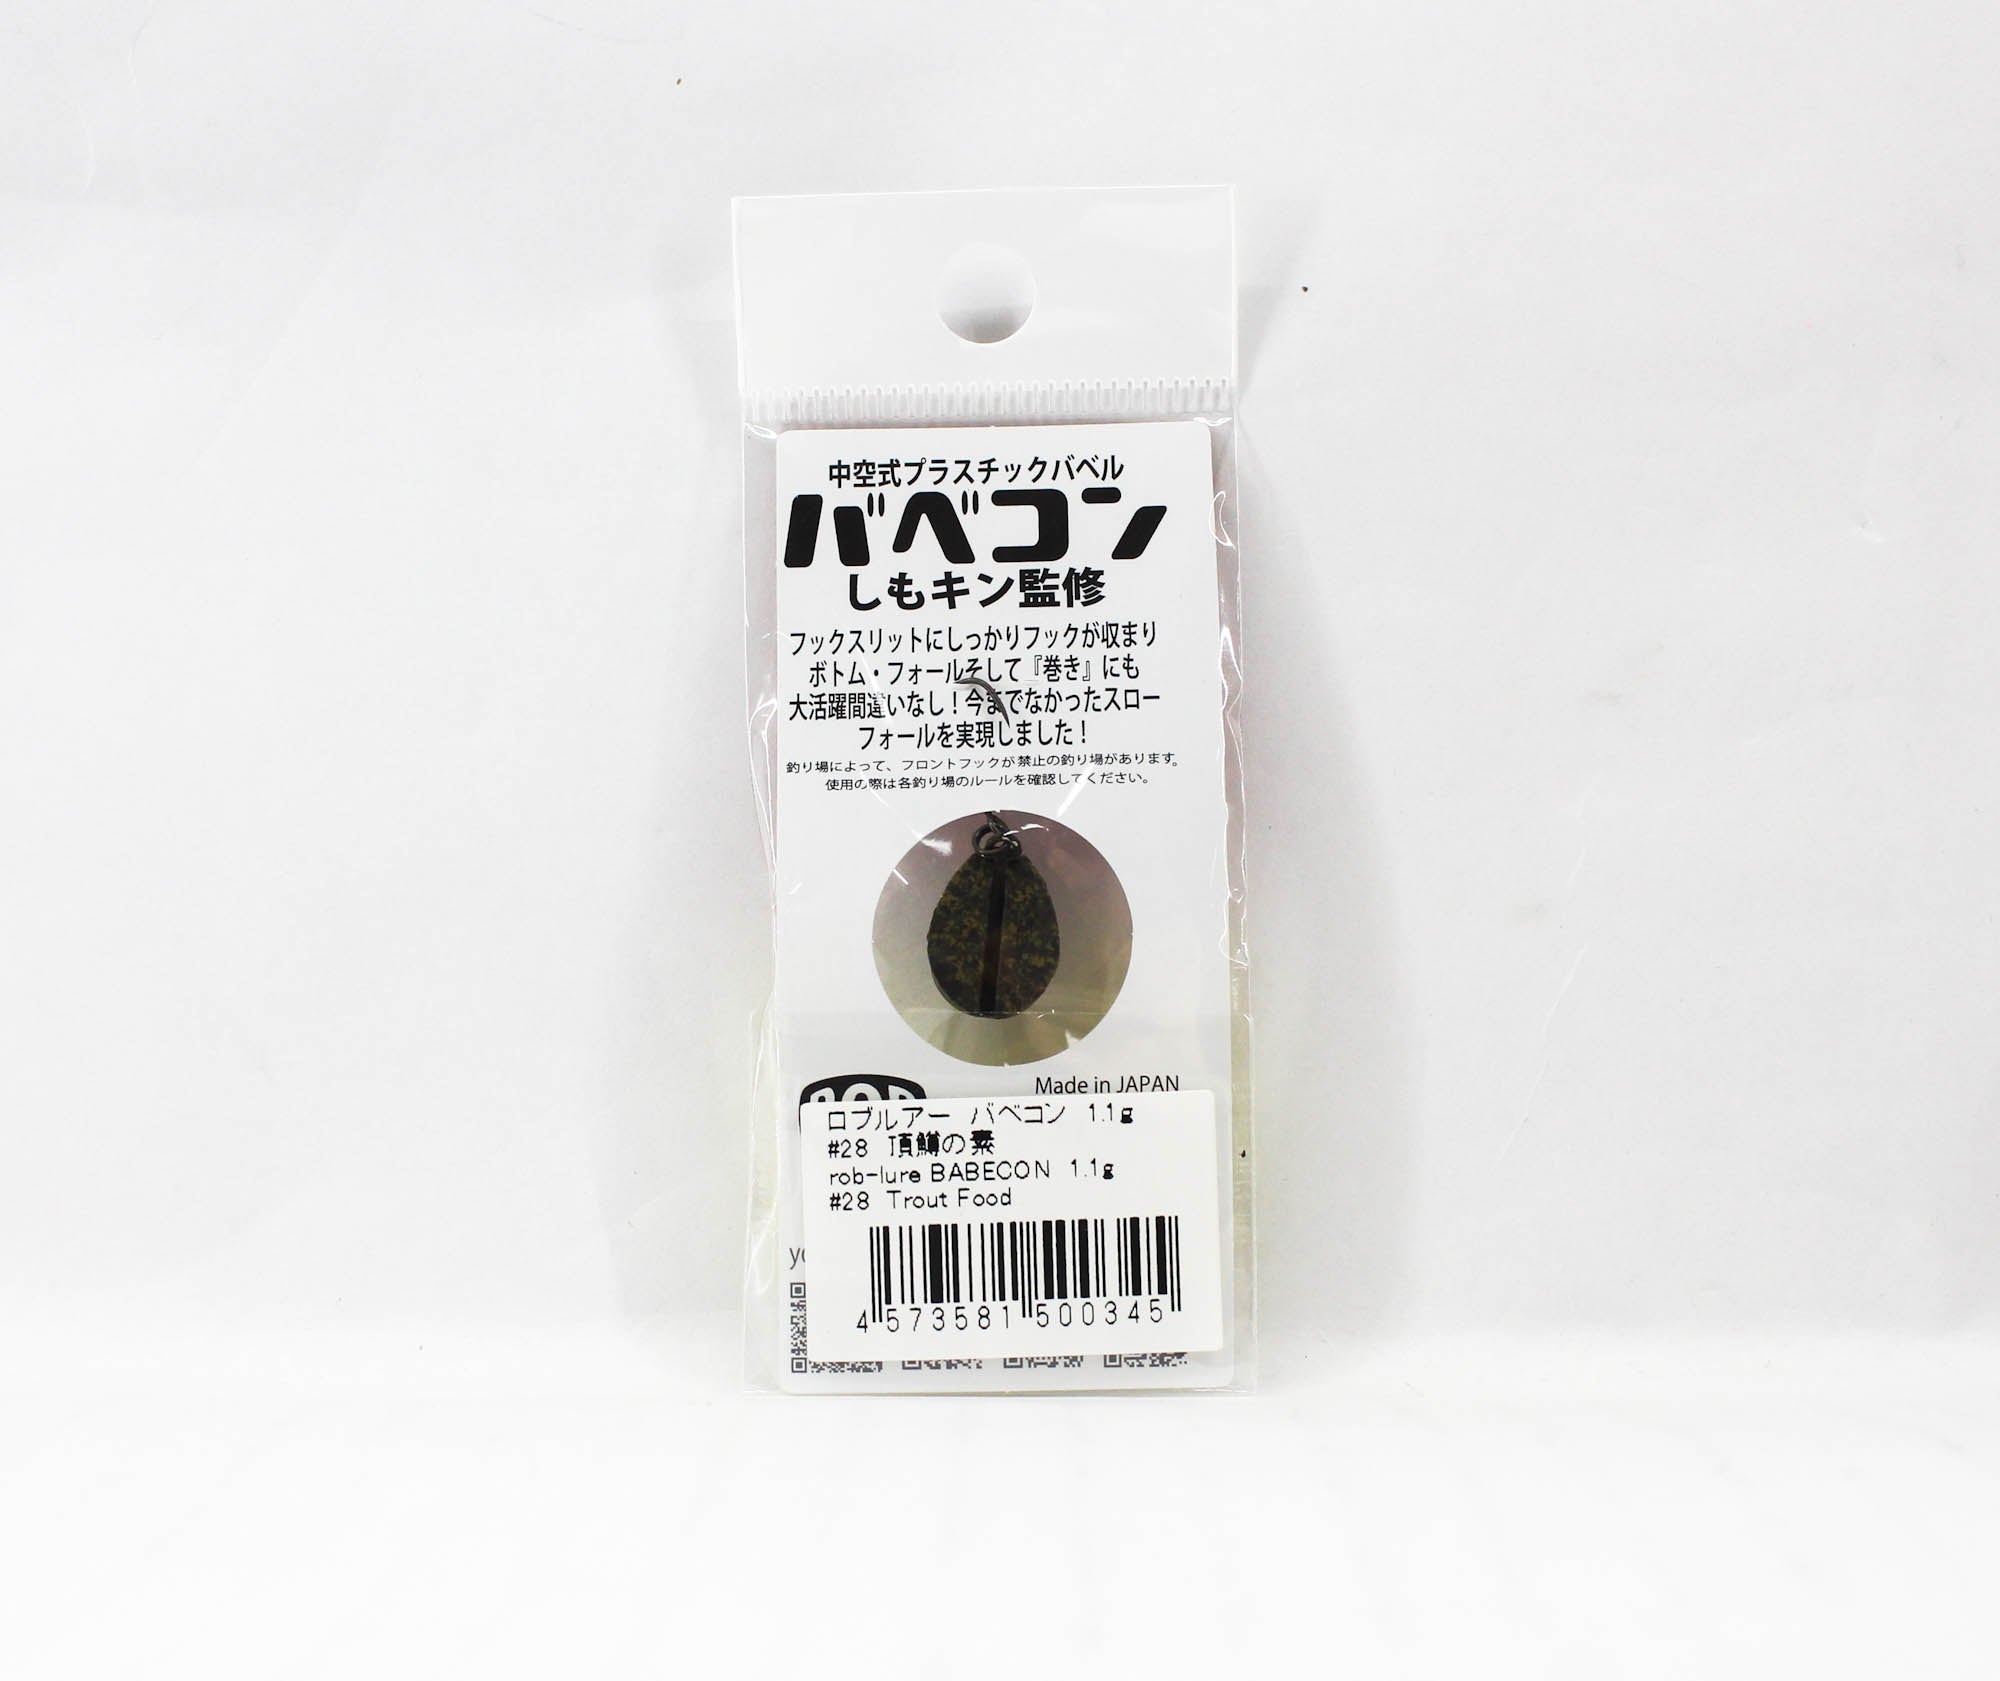 中空式プラスチックバベル
バベコン
しもキン監修
フックスリットにしっかりフックが収まり
ボトム・フォールそして『巻き』にも
大活躍間違いなし！今までなかったスロー
フォールを実現しました！
釣り場によって、フロントフックが禁止の釣り場があります。
使用の際は各釣り場のルールを確認してください。
Made in JAPAN
ロブルアー バベコン 1.1g
#28 頂鱒の素
rob-lure BABECON 1.1g
#28 Trout Food
4 573581 500345